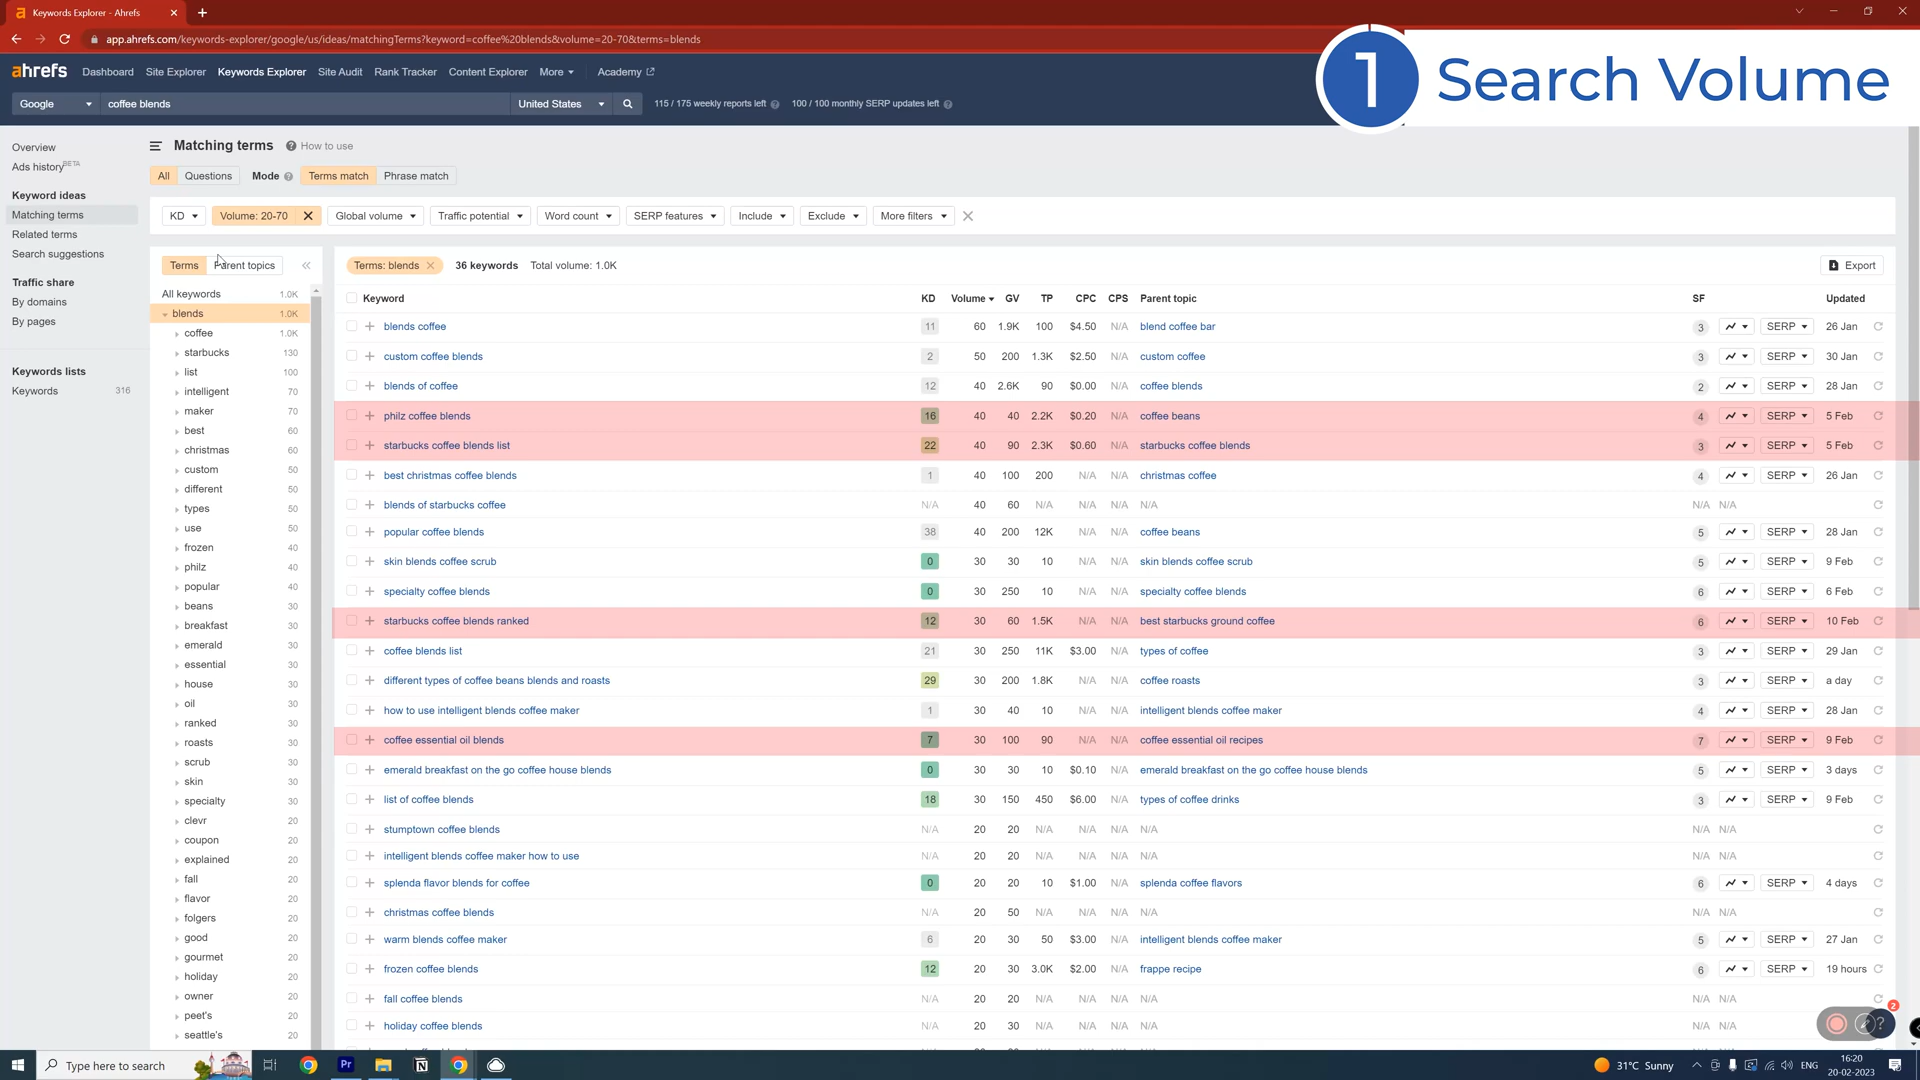 Keywords Explorer - Ahrefs
app.ahrefs.com/keywords-explorer/google/us/ideas/matchingTerms?keyword=coffee%20blends&volume=20-70&terms=blends
1 Search Volume
ahrefs Dashboard Site Explorer Keywords Explorer Site Audit Rank Tracker Content Explorer More Academy
Google coffee blends United States 115 / 175 weekly reports left 100 / 100 monthly SERP updates left
Overview
Ads history BETA
Keyword ideas
Matching terms
Related terms
Search suggestions
Traffic share
By domains
By pages
Keywords lists
Keywords 316
Matching terms How to use
All Questions Mode Terms match Phrase match
KD Volume: 20-70 Global volume Traffic potential Word count SERP features Include Exclude More filters
Terms Parent topics
All keywords 1.0K
blends 1.0K
coffee 1.0K
starbucks 130
list 100
intelligent 70
maker 70
best 60
christmas 60
custom 50
different 50
types 50
use 50
frozen 40
philz 40
popular 40
beans 30
breakfast 30
emerald 30
essential 30
house 30
oil 30
ranked 30
roasts 30
scrub 30
skin 30
specialty 30
clevr 20
coupon 20
explained 20
fall 20
flavor 20
folgers 20
good 20
gourmet 20
holiday 20
owner 20
peet's 20
seattle's 20
Terms: blends 36 keywords Total volume: 1.0K Export
Keyword KD Volume GV TP CPC CPS Parent topic SF Updated
blends coffee 11 60 1.9K 100 $4.50 N/A blend coffee bar 3 SERP 26 Jan
custom coffee blends 2 50 200 1.3K $2.50 N/A custom coffee 3 SERP 30 Jan
blends of coffee 12 40 2.6K 90 $0.00 N/A coffee blends 2 SERP 28 Jan
philz coffee blends 16 40 40 2.2K $0.20 N/A coffee beans 4 SERP 5 Feb
starbucks coffee blends list 22 40 90 2.3K $0.60 N/A starbucks coffee blends 3 SERP 5 Feb
best christmas coffee blends 1 40 100 200 N/A N/A christmas coffee 4 SERP 26 Jan
blends of starbucks coffee N/A 40 60 N/A N/A N/A N/A N/A N/A
popular coffee blends 38 40 200 12K N/A N/A coffee beans 5 SERP 28 Jan
skin blends coffee scrub 0 30 30 10 N/A N/A skin blends coffee scrub 5 SERP 9 Feb
specialty coffee blends 0 30 250 10 N/A N/A specialty coffee blends 6 SERP 6 Feb
starbucks coffee blends ranked 12 30 60 1.5K N/A N/A best starbucks ground coffee 6 SERP 10 Feb
coffee blends list 21 30 250 11K $3.00 N/A types of coffee 3 SERP 29 Jan
different types of coffee beans blends and roasts 29 30 200 1.8K N/A N/A coffee roasts 3 SERP a day
how to use intelligent blends coffee maker 1 30 40 10 N/A N/A intelligent blends coffee maker 4 SERP 28 Jan
coffee essential oil blends 7 30 100 90 N/A N/A coffee essential oil recipes 7 SERP 9 Feb
emerald breakfast on the go coffee house blends 0 30 30 10 $0.10 N/A emerald breakfast on the go coffee house blends 5 SERP 3 days
list of coffee blends 18 30 150 450 $6.00 N/A types of coffee drinks 3 SERP 9 Feb
stumptown coffee blends N/A 20 20 N/A N/A N/A N/A N/A N/A
intelligent blends coffee maker how to use N/A 20 20 N/A N/A N/A N/A N/A N/A
splenda flavor blends for coffee 0 20 20 10 $1.00 N/A splenda coffee flavors 6 SERP 4 days
christmas coffee blends N/A 20 50 N/A N/A N/A N/A N/A N/A
warm blends coffee maker 6 20 30 50 $3.00 N/A intelligent blends coffee maker 5 SERP 27 Jan
frozen coffee blends 12 20 30 3.0K $2.00 N/A frappe recipe 6 SERP 19 hours
fall coffee blends N/A 20 20 N/A N/A N/A N/A N/A N/A
holiday coffee blends N/A 20 30 N/A N/A N/A N/A N/A N/A
2
Type here to search Pr 31°C Sunny ENG 16:20
20-02-2023